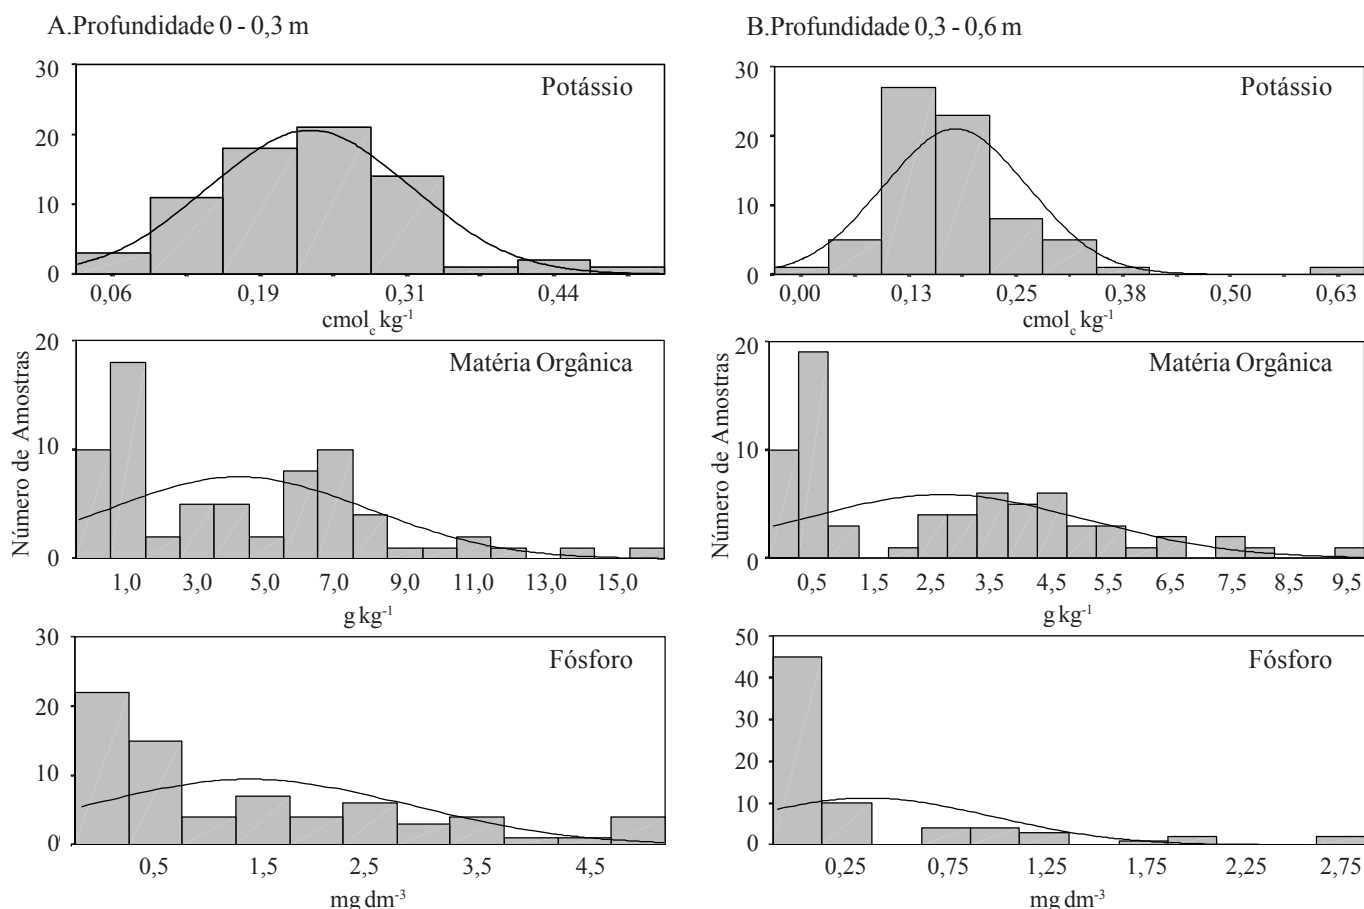 A.Profundidade 0 - 0,3 m
30
20
10
0
Potássio
0,06 0,19 0,31 0,44
cmolc kg-1
Número de Amostras
20
10
0
Matéria Orgânica
1,0 3,0 5,0 7,0 9,0 11,0 13,0 15,0
g kg-1
30
20
10
0
Fósforo
0,5 1,5 2,5 3,5 4,5
mg dm-3
B.Profundidade 0,3 - 0,6 m
30
20
10
0
Potássio
0,00 0,13 0,25 0,38 0,50 0,63
cmolc kg-1
Número de Amostras
20
10
0
Matéria Orgânica
0,5 1,5 2,5 3,5 4,5 5,5 6,5 7,5 8,5 9,5
g kg-1
50
40
30
20
10
0
Fósforo
0,25 0,75 1,25 1,75 2,25 2,75
mg dm-3